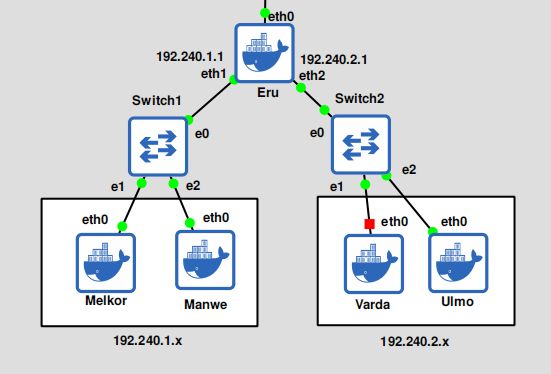 eth0
192.240.1.1
192.240.2.1
eth1
eth2
Eru
Switch1
Switch2
e0
e0
e1
e2
e1
e2
eth0
eth0
eth0
eth0
Melkor
Manwe
Varda
Ulmo
192.240.1.x
192.240.2.x